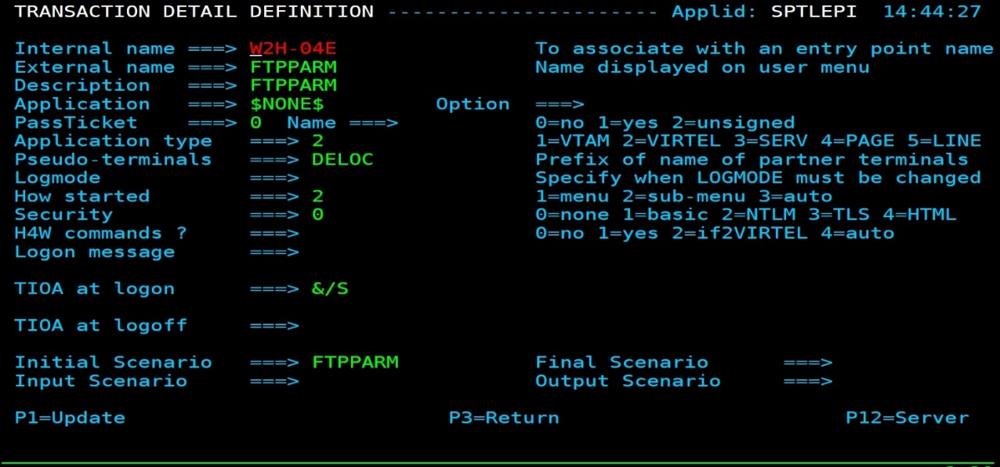 TRANSACTION DETAIL DEFINITION ---------------------- Applid: SPTLEPI 14:44:27
Internal name ===> W2H-04E To associate with an entry point name
External name ===> FTPPARM Name displayed on user menu
Description ===> FTPPARM
Application ===> $NONE$ Option ===>
PassTicket ===> 0 Name ===> 0=no 1=yes 2=unsigned
Application type ===> 2 1=VTAM 2=VIRTEL 3=SERV 4=PAGE 5=LINE
Pseudo-terminals ===> DELOC Prefix of name of partner terminals
Logmode ===> Specify when LOGMODE must be changed
How started ===> 2 1=menu 2=sub-menu 3=auto
Security ===> 0 0=none 1=basic 2=NTLM 3=TLS 4=HTML
H4W commands ? ===> 0=no 1=yes 2=if2VIRTEL 4=auto
Logon message ===>
TIOA at logon ===> &/S
TIOA at logoff ===>
Initial Scenario ===> FTPPARM Final Scenario ===>
Input Scenario ===> Output Scenario ===>
P1=Update P3=Return P12=Server